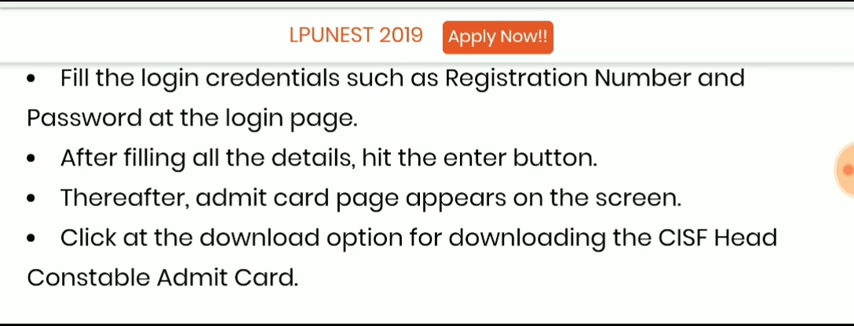 LPUNEST 2019 Apply Now!!
• Fill the login credentials such as Registration Number and
Password at the login page.
• After filling all the details, hit the enter button.
• Thereafter, admit card page appears on the screen.
• Click at the download option for downloading the CISF Head
Constable Admit Card.